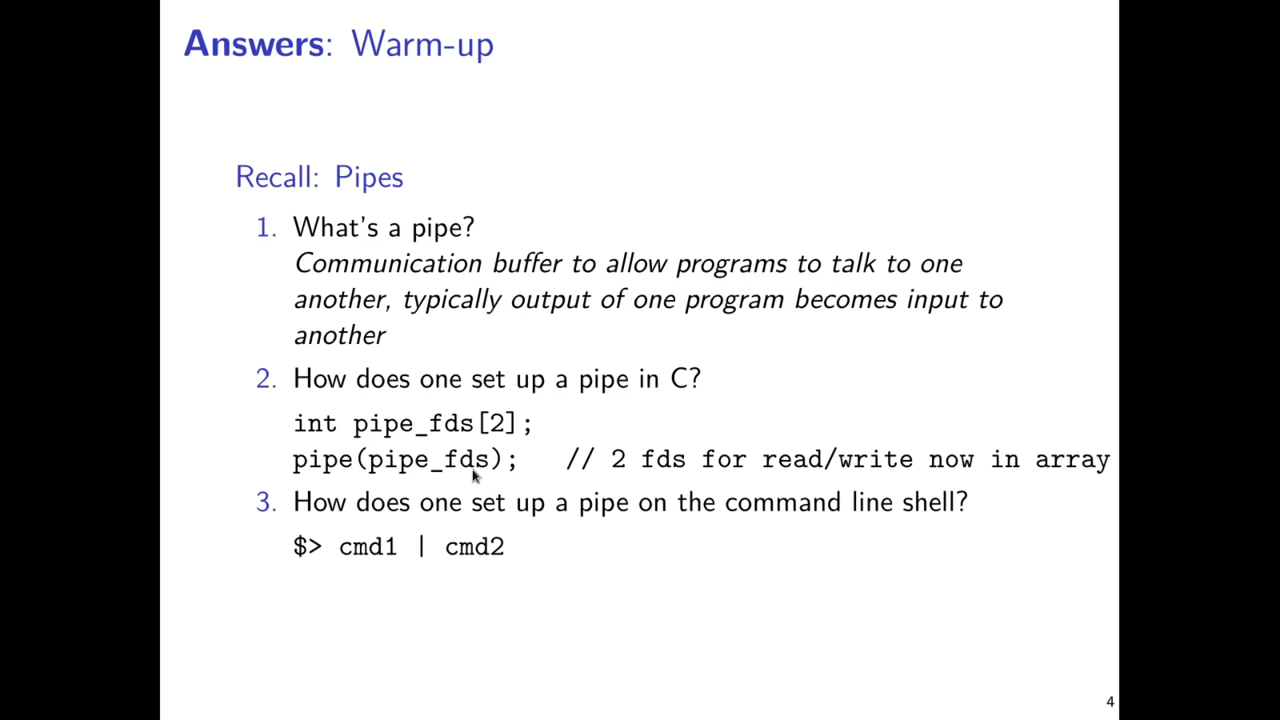 Answers: Warm-up
Recall: Pipes
1. What's a pipe?
Communication buffer to allow programs to talk to one
another, typically output of one program becomes input to
another
2. How does one set up a pipe in C?
int pipe_fds[2];
pipe(pipe_fds);   // 2 fds for read/write now in array
3. How does one set up a pipe on the command line shell?
$> cmd1 | cmd2
4